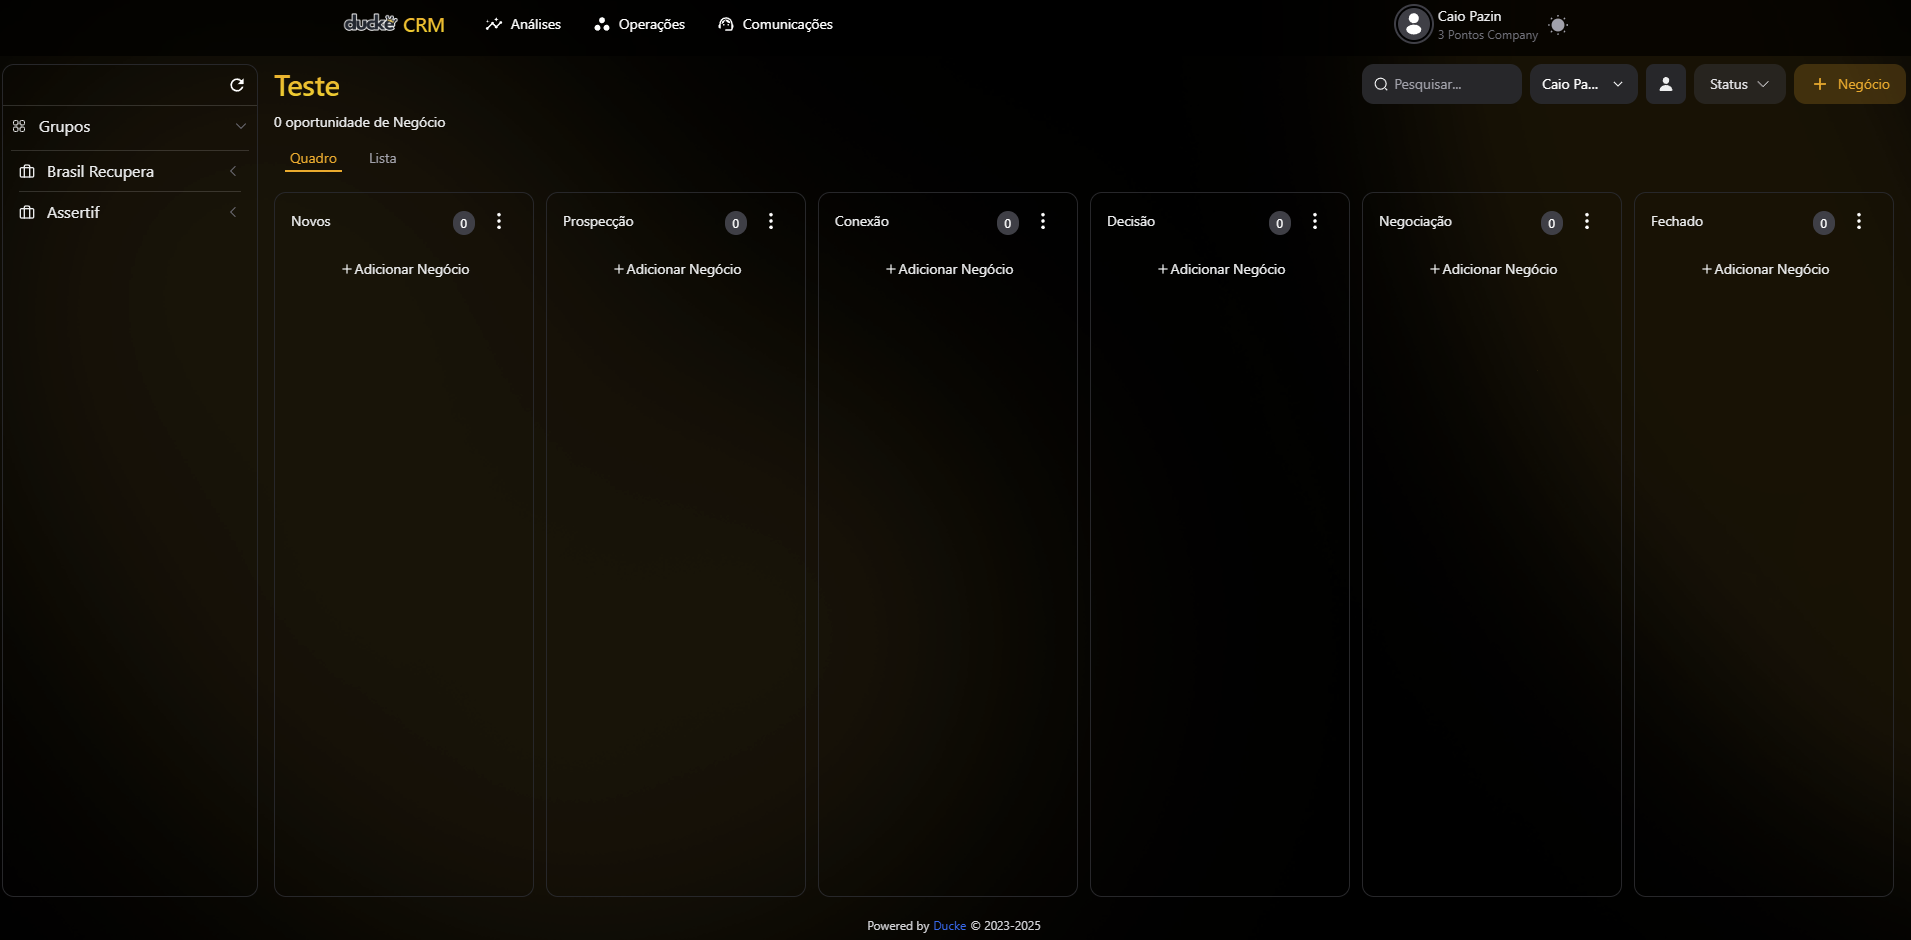 ducke CRM
Análises
Operações
Comunicações
Caio Pazin
3 Pontos Company
Grupos
Brasil Recupera
Assertif
Teste
0 oportunidade de Negócio
Pesquisar...
Caio Pa...
Status
+ Negócio
Quadro
Lista
Novos 0
+ Adicionar Negócio
Prospecção 0
+ Adicionar Negócio
Conexão 0
+ Adicionar Negócio
Decisão 0
+ Adicionar Negócio
Negociação 0
+ Adicionar Negócio
Fechado 0
+ Adicionar Negócio
Powered by Ducke © 2023-2025